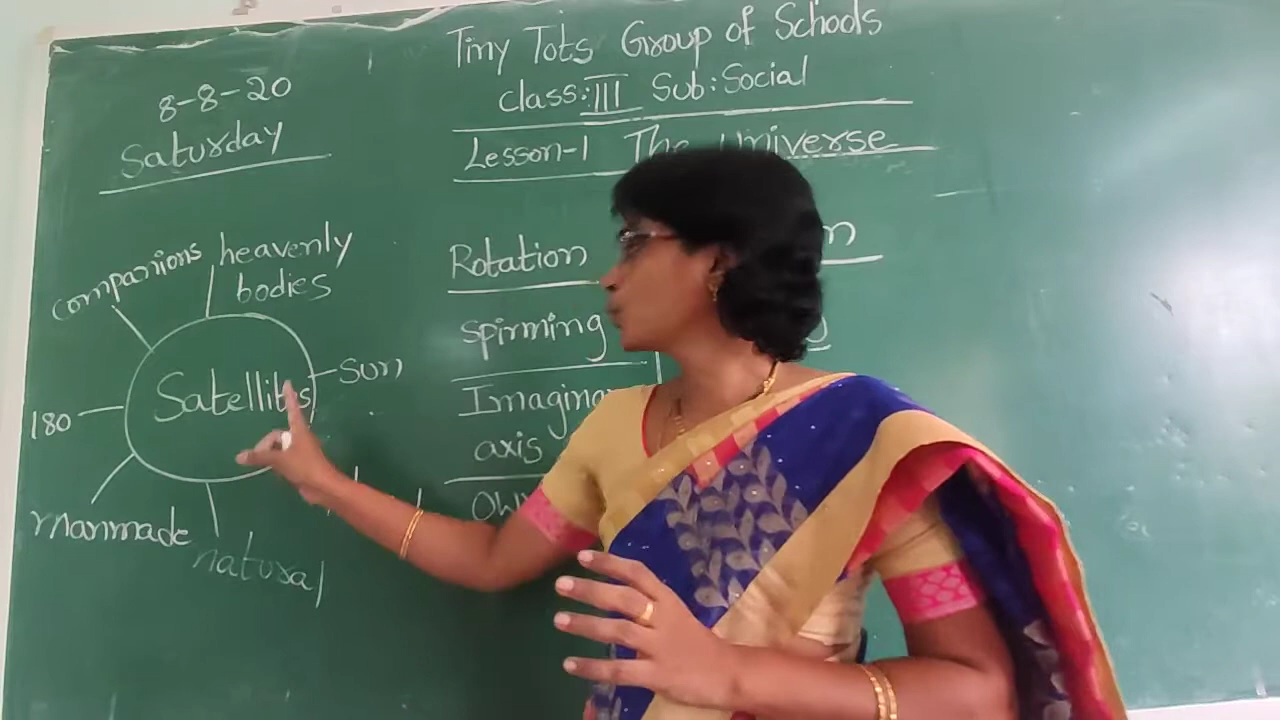 Tiny Tots Group of Schools
class: III Sub: Social
Lesson-1 The Universe
8-8-20
Saturday
companions
heavenly
bodies
Satellites
Sun
180
manmade
natural
Rotation
Spinning
axis